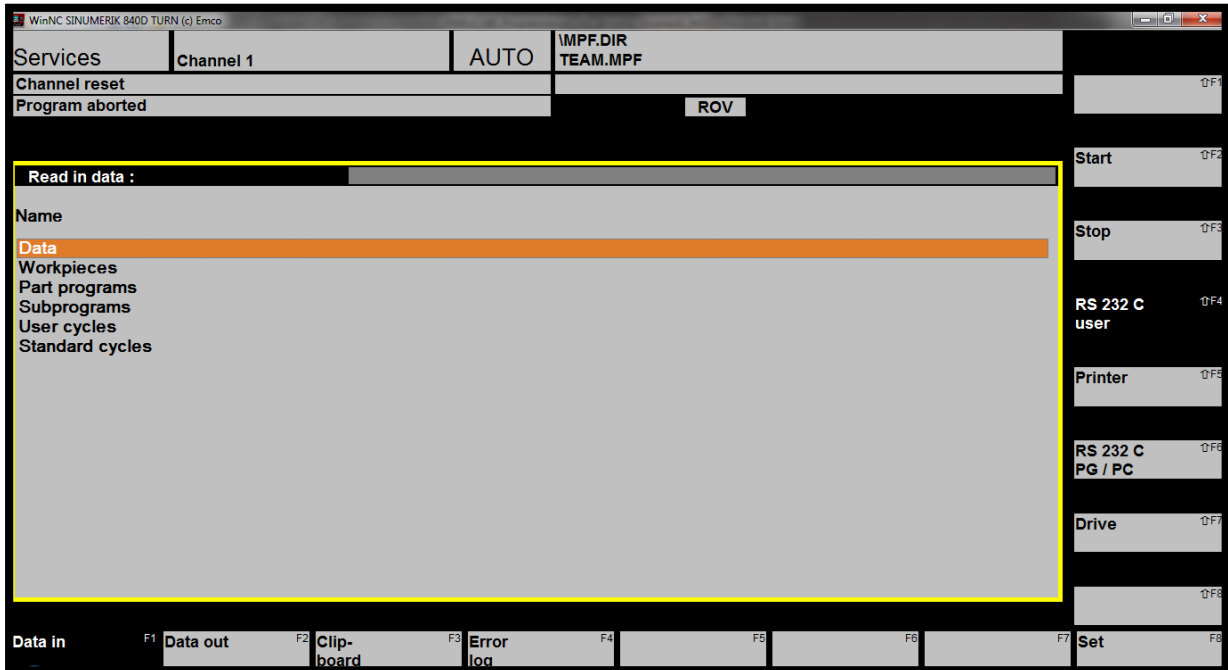 WinNC SINUMERIK 840D TURN (c) Emco
Services Channel 1 AUTO \MPF.DIR
TEAM.MPF
Channel reset
Program aborted ROV
⇧F1
Read in data :
Name
Data
Workpieces
Part programs
Subprograms
User cycles
Standard cycles
Start ⇧F2
Stop ⇧F3
RS 232 C ⇧F4
user
Printer ⇧F5
RS 232 C ⇧F6
PG / PC
Drive ⇧F7
⇧F8
Data in F1 Data out F2 Clip- F3 Error F4 F5 F6 F7 Set F8
board log